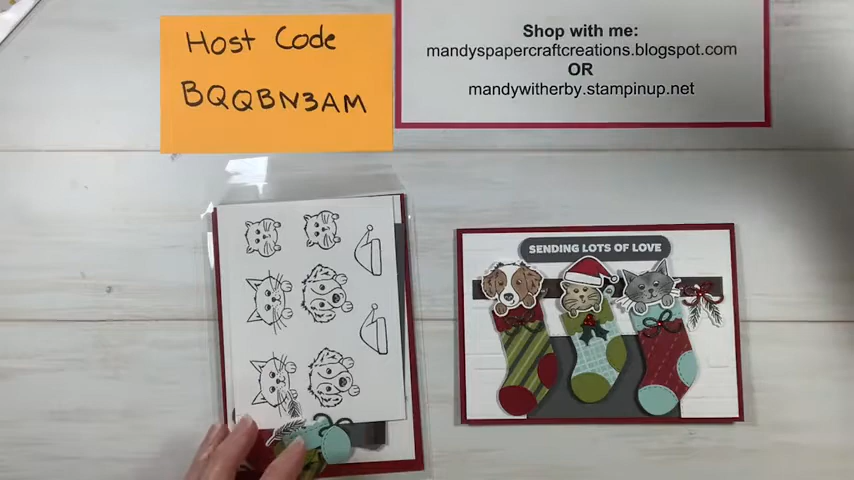 Host Code
BQQBN3AM
Shop with me:
mandyspapercraftcreations.blogspot.com
OR
mandywitherby.stampinup.net
SENDING LOTS OF LOVE